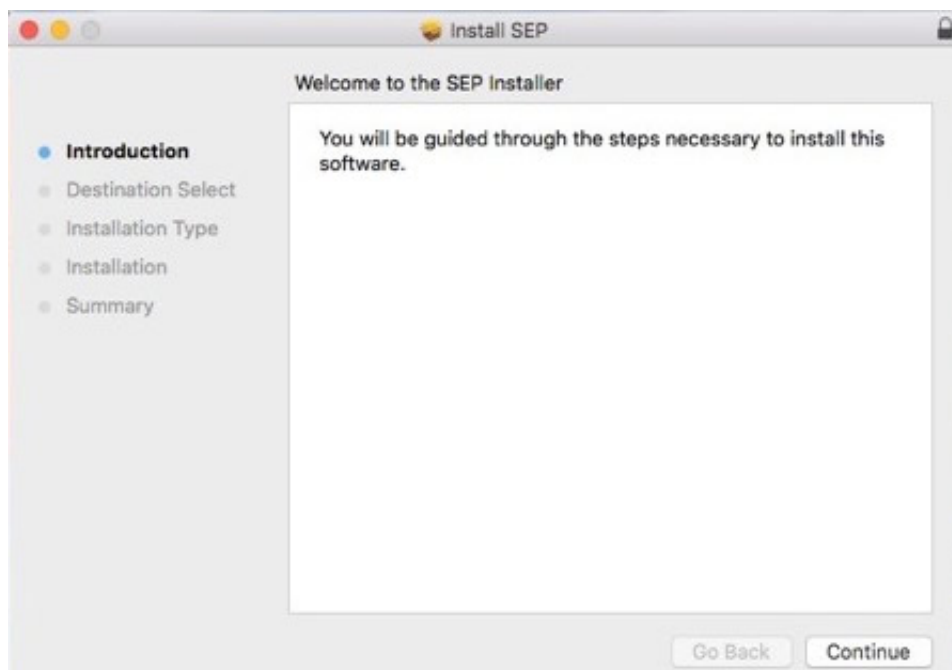 Install SEP
Welcome to the SEP Installer
Introduction
Destination Select
Installation Type
Installation
Summary
You will be guided through the steps necessary to install this
software.
Go Back
Continue